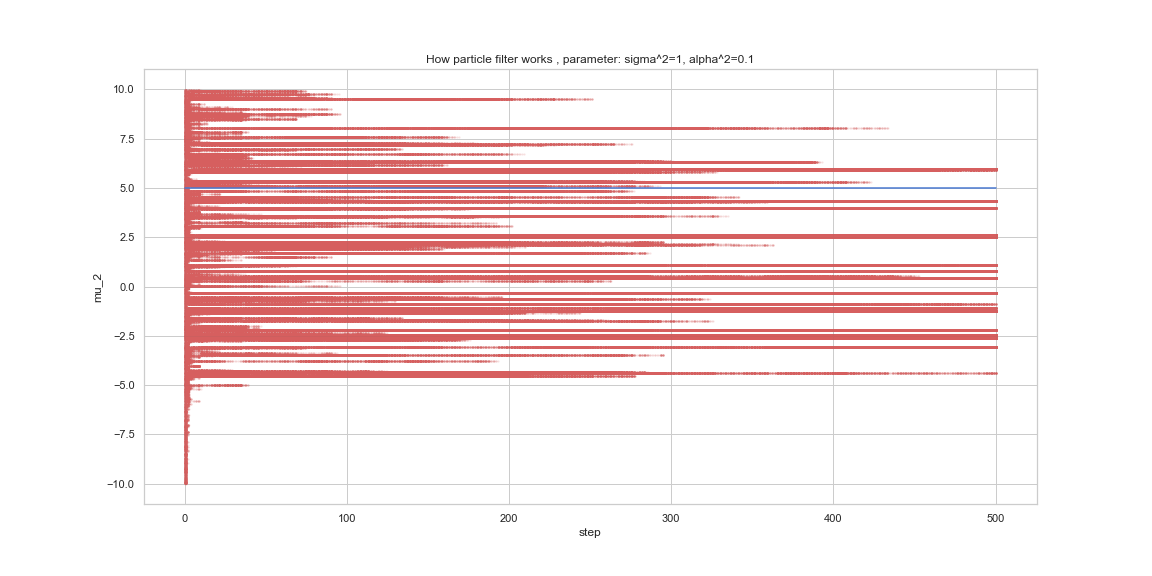 How particle filter works , parameter: sigma^2=1, alpha^2=0.1
10.0
7.5
5.0
2.5
0.0
−2.5
−5.0
−7.5
−10.0
mu_2
0 100 200 300 400 500
step